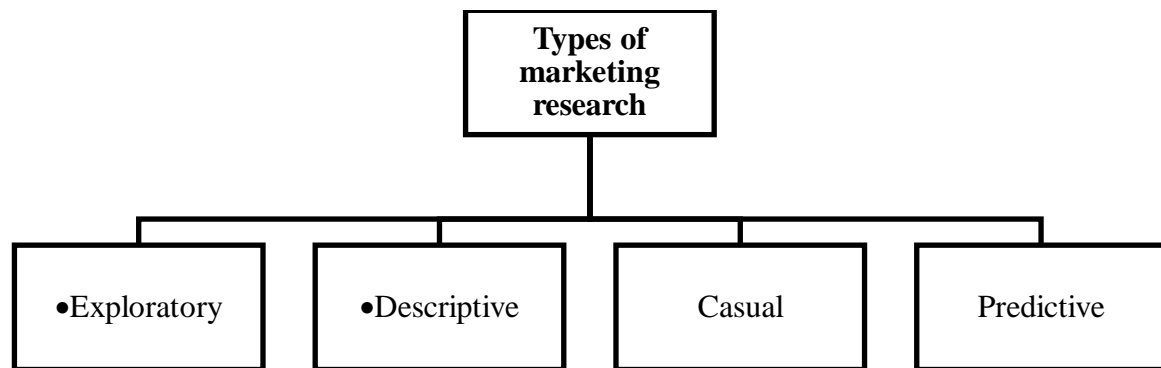 Types of
marketing
research
•Exploratory
•Descriptive
Casual
Predictive